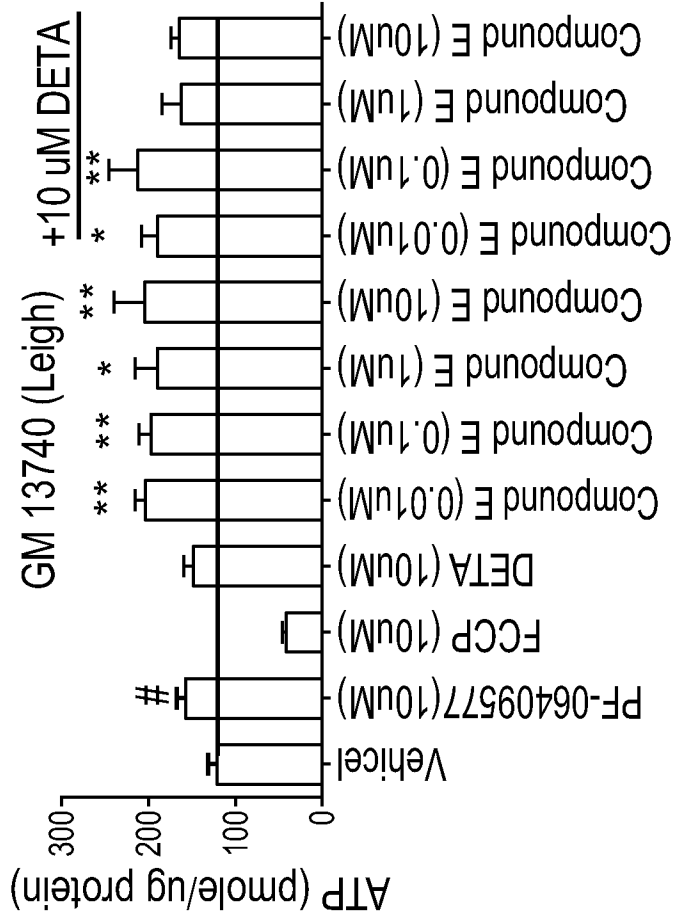 GM 13740 (Leigh)
+10 uM DETA
ATP (pmole/ug protein)
300
200
100
0
#
**
**
*
**
*
**
Vehicel
PF-06409577(10uM)
FCCP (10uM)
DETA (10uM)
Compound E (0.01uM)
Compound E (0.1uM)
Compound E (1uM)
Compound E (10uM)
Compound E (0.01uM)
Compound E (0.1uM)
Compound E (1uM)
Compound E (10uM)